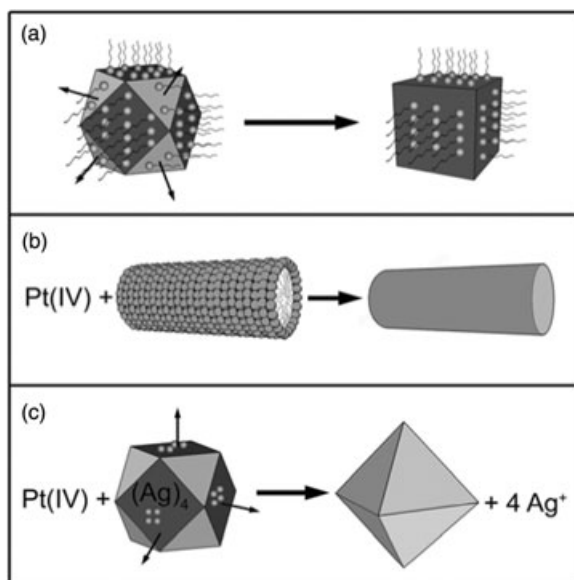 (a)
(b)
Pt(IV) +
(c)
Pt(IV) + (Ag)₄ + 4 Ag⁺